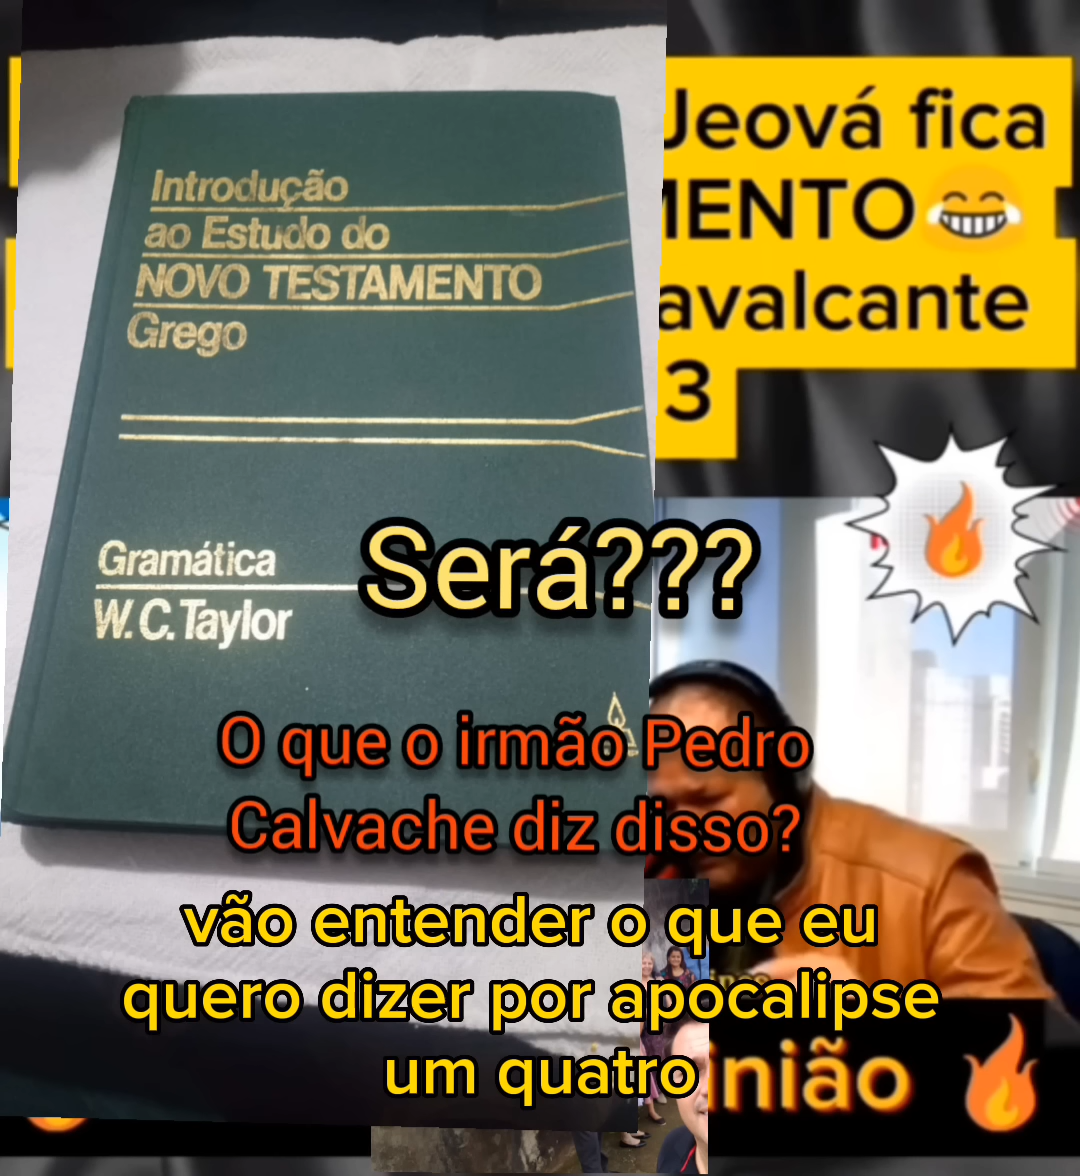 Introdução
ao Estudo do
NOVO TESTAMENTO
Grego
Gramática
W.C.Taylor
Jeová fica
MENTO😂
avalcante
3
Será???
O que o irmão Pedro
Calvache diz disso?
vão entender o que eu
quero dizer por apocalipse
um quatro
inião